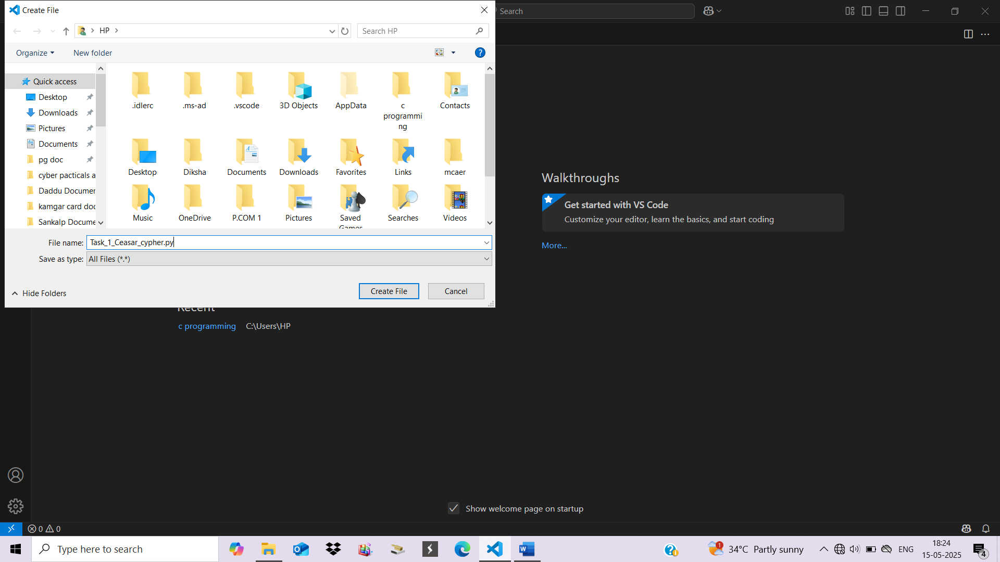 Create File
Search
HP
Search HP
Organize
New folder
Quick access
Desktop
Downloads
Pictures
Documents
pg doc
cyber pacticals a
Daddu Documer
kamgar card doc
Sankalp Docume
.idlerc
.ms-ad
.vscode
3D Objects
AppData
c
programmi
ng
Contacts
Desktop
Diksha
Documents
Downloads
Favorites
Links
mcaer
Music
OneDrive
P.COM 1
Pictures
Saved
Games
Searches
Videos
File name: Task_1_Ceasar_cypher.py
Save as type: All Files (*.*)
Hide Folders
Create File
Cancel
Recent
c programming C:\Users\HP
Walkthroughs
Get started with VS Code
Customize your editor, learn the basics, and start coding
More...
Show welcome page on startup
0 0
Type here to search
1
34°C Partly sunny
ENG
18:24
15-05-2025
4